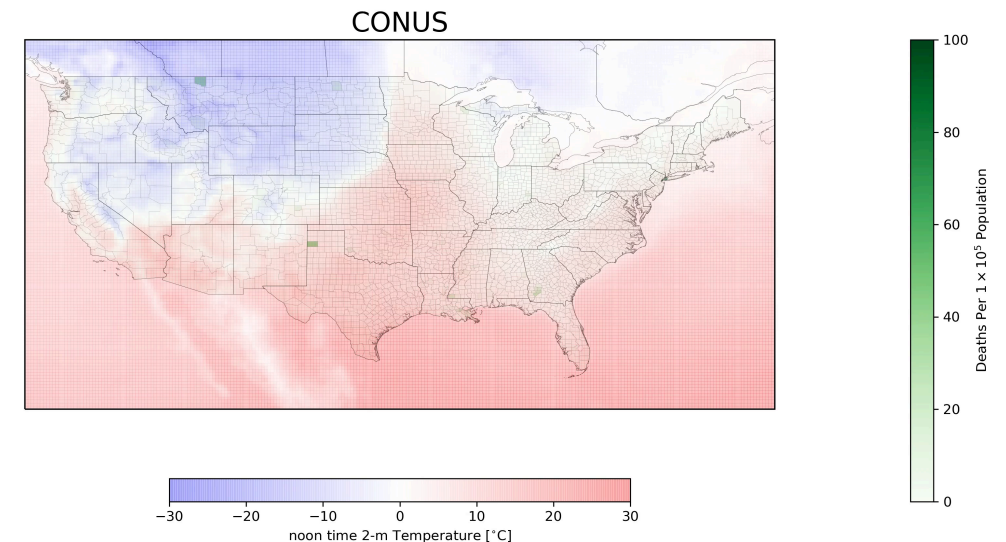 CONUS
100
80
60
40
20
0
Deaths Per 1 × 10⁵ Population
−30 −20 −10 0 10 20 30
noon time 2-m Temperature [°C]